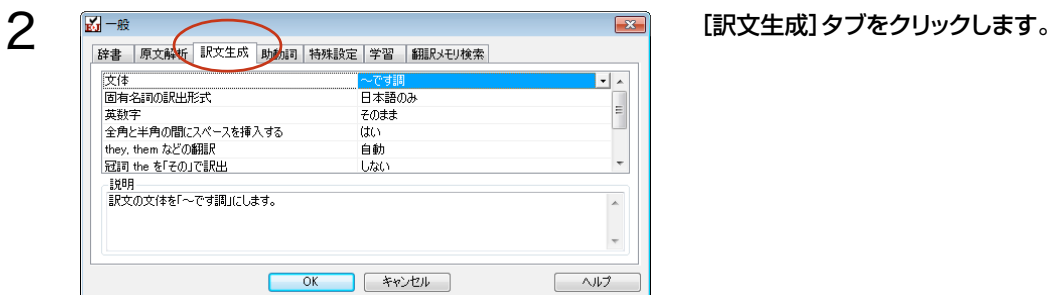 2
一般
[訳文生成]タブをクリックします。
辞書 原文解析 訳文生成 助動詞 特殊設定 学習 翻訳メモリ検索
文体 ～です調
固有名詞の訳出形式 日本語のみ
英数字 そのまま
全角と半角の間にスペースを挿入する はい
they, them などの翻訳 自動
冠詞 the を「その」で訳出 しない
説明
訳文の文体を「～です調」にします。
OK キャンセル ヘルプ